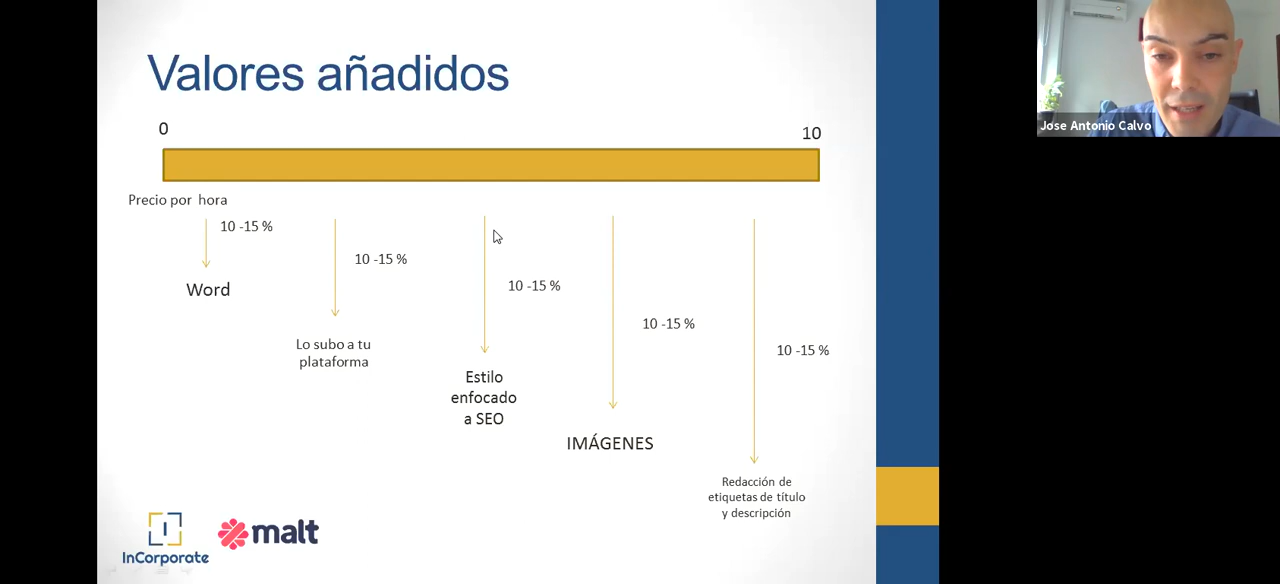 Valores añadidos
0
10
Precio por hora
10 -15 %
Word
10 -15 %
Lo subo a tu
plataforma
10 -15 %
Estilo
enfocado
a SEO
10 -15 %
IMÁGENES
10 -15 %
Redacción de
etiquetas de título
y descripción
InCorporate
malt
Jose Antonio Calvo